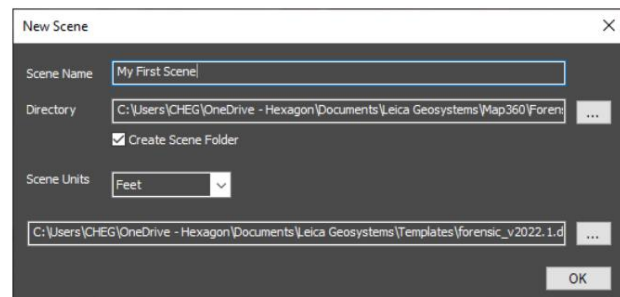 New Scene
Scene Name My First Scene
Directory C:\Users\CHEG\OneDrive - Hexagon\Documents\Leica Geosystems\Map360\Foren
...
Create Scene Folder
Scene Units Feet
C:\Users\CHEG\OneDrive - Hexagon\Documents\Leica Geosystems\Templates\forensic_v2022.1.d
...
OK